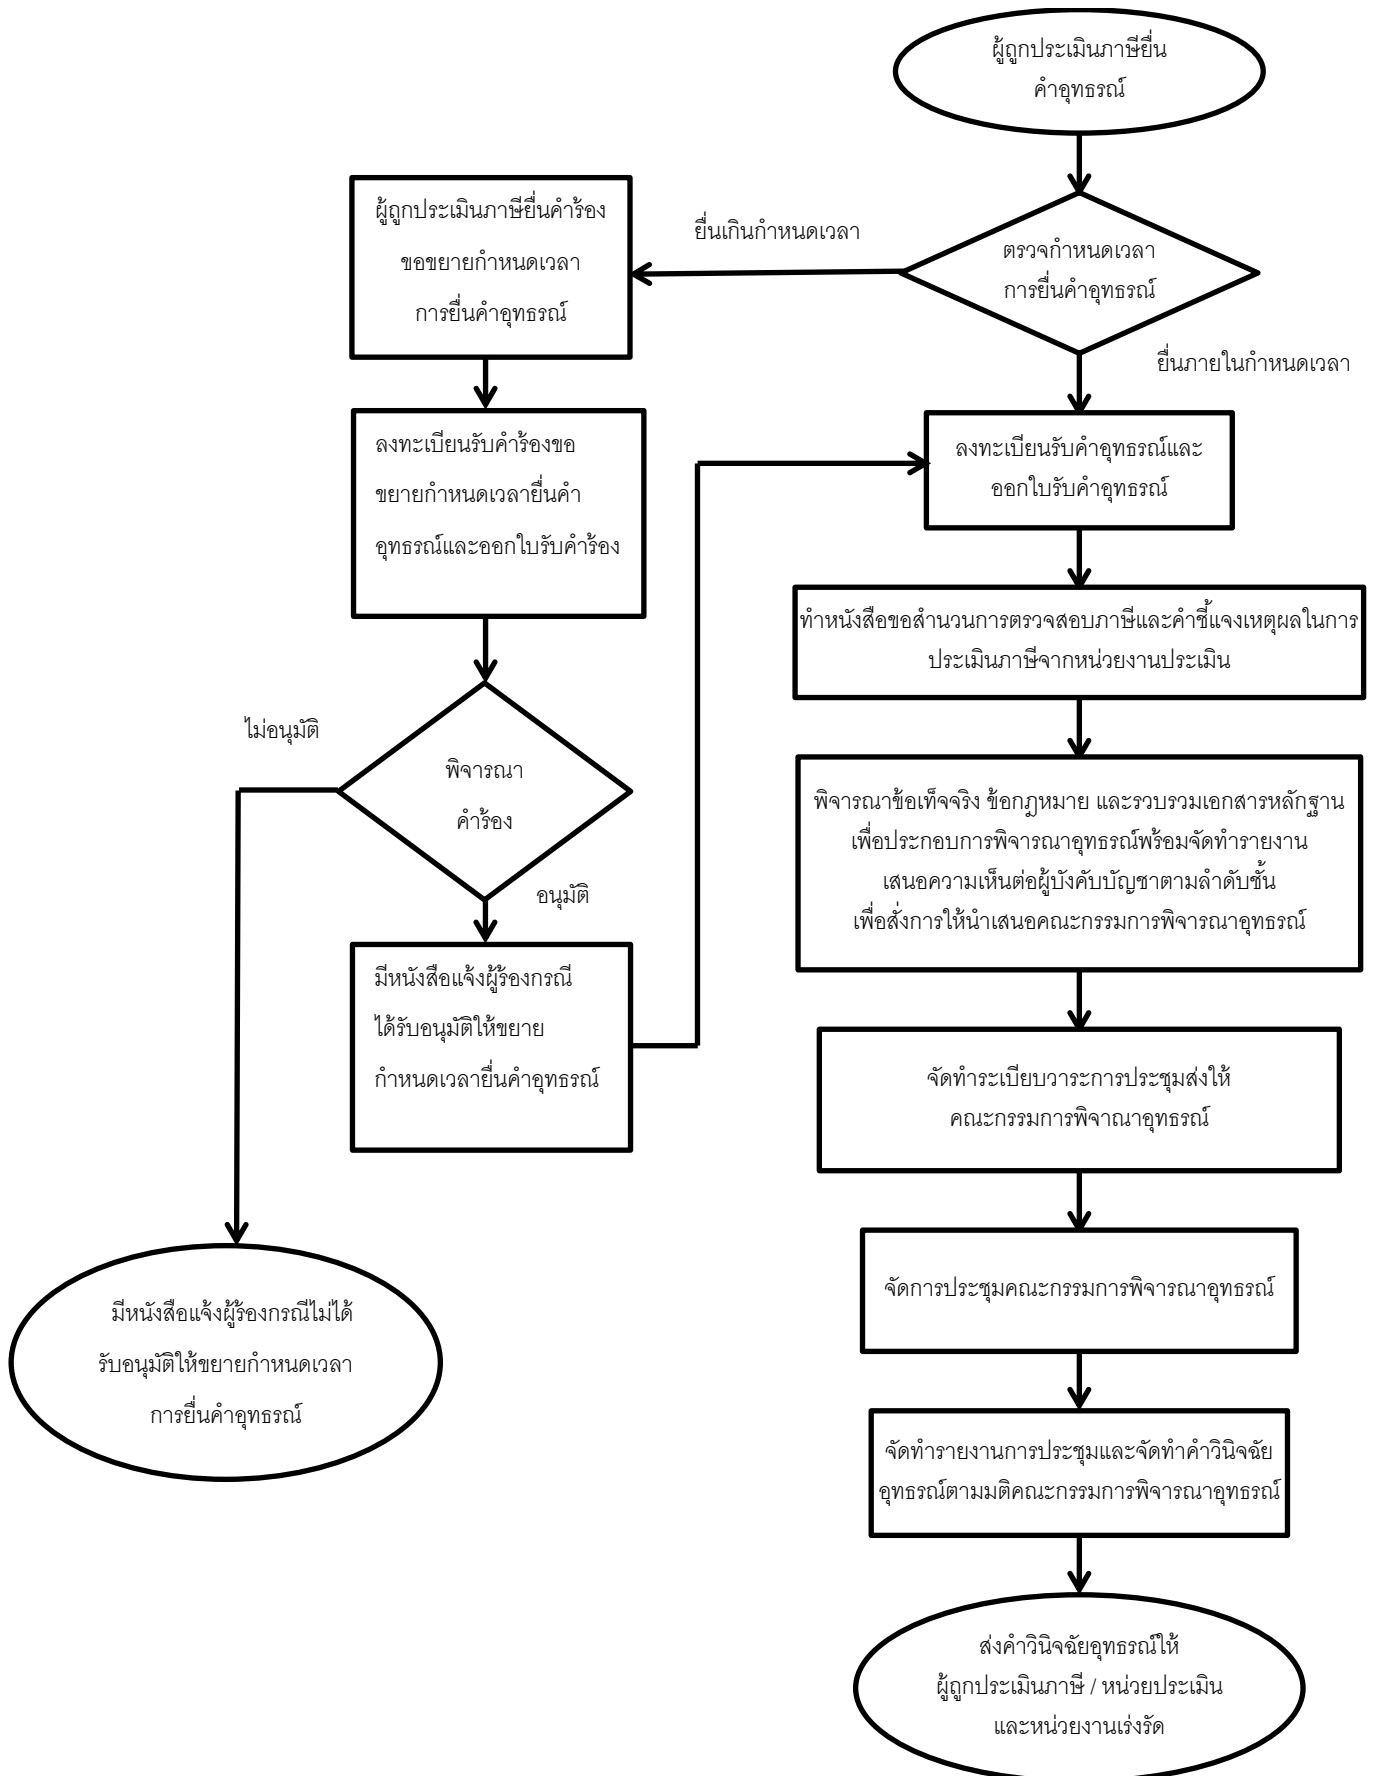 ผู้ถูกประเมินภาษียื่น
คำอุทธรณ์
ตรวจกำหนดเวลา
การยื่นคำอุทธรณ์
ยื่นเกินกำหนดเวลา
ผู้ถูกประเมินภาษียื่นคำร้อง
ขอขยายกำหนดเวลา
การยื่นคำอุทธรณ์
ลงทะเบียนรับคำร้องขอ
ขยายกำหนดเวลายื่นคำ
อุทธรณ์และออกใบรับคำร้อง
พิจารณา
คำร้อง
ไม่อนุมัติ
มีหนังสือแจ้งผู้ร้องกรณีไม่ได้
รับอนุมัติให้ขยายกำหนดเวลา
การยื่นคำอุทธรณ์
อนุมัติ
มีหนังสือแจ้งผู้ร้องกรณี
ได้รับอนุมัติให้ขยาย
กำหนดเวลายื่นคำอุทธรณ์
ยื่นภายในกำหนดเวลา
ลงทะเบียนรับคำอุทธรณ์และ
ออกใบรับคำอุทธรณ์
ทำหนังสือขอสำนวนการตรวจสอบภาษีและคำชี้แจงเหตุผลในการ
ประเมินภาษีจากหน่วยงานประเมิน
พิจารณาข้อเท็จจริง ข้อกฎหมาย และรวบรวมเอกสารหลักฐาน
เพื่อประกอบการพิจารณาอุทธรณ์พร้อมจัดทำรายงาน
เสนอความเห็นต่อผู้บังคับบัญชาตามลำดับชั้น
เพื่อสั่งการให้นำเสนอคณะกรรมการพิจารณาอุทธรณ์
จัดทำระเบียบวาระการประชุมส่งให้
คณะกรรมการพิจาณาอุทธรณ์
จัดการประชุมคณะกรรมการพิจารณาอุทธรณ์
จัดทำรายงานการประชุมและจัดทำคำวินิจฉัย
อุทธรณ์ตามมติคณะกรรมการพิจารณาอุทธรณ์
ส่งคำวินิจฉัยอุทธรณ์ให้
ผู้ถูกประเมินภาษี / หน่วยประเมิน
และหน่วยงานเร่งรัด